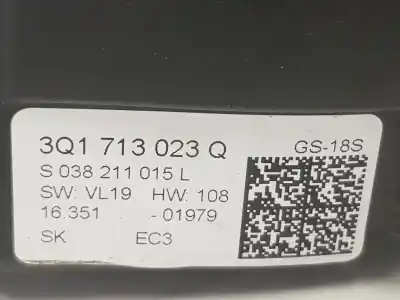 3Q1 713 023 Q GS-18S
S 038 211 015 L
SW: VL19 HW: 108
16.351 - 01979
SK EC3